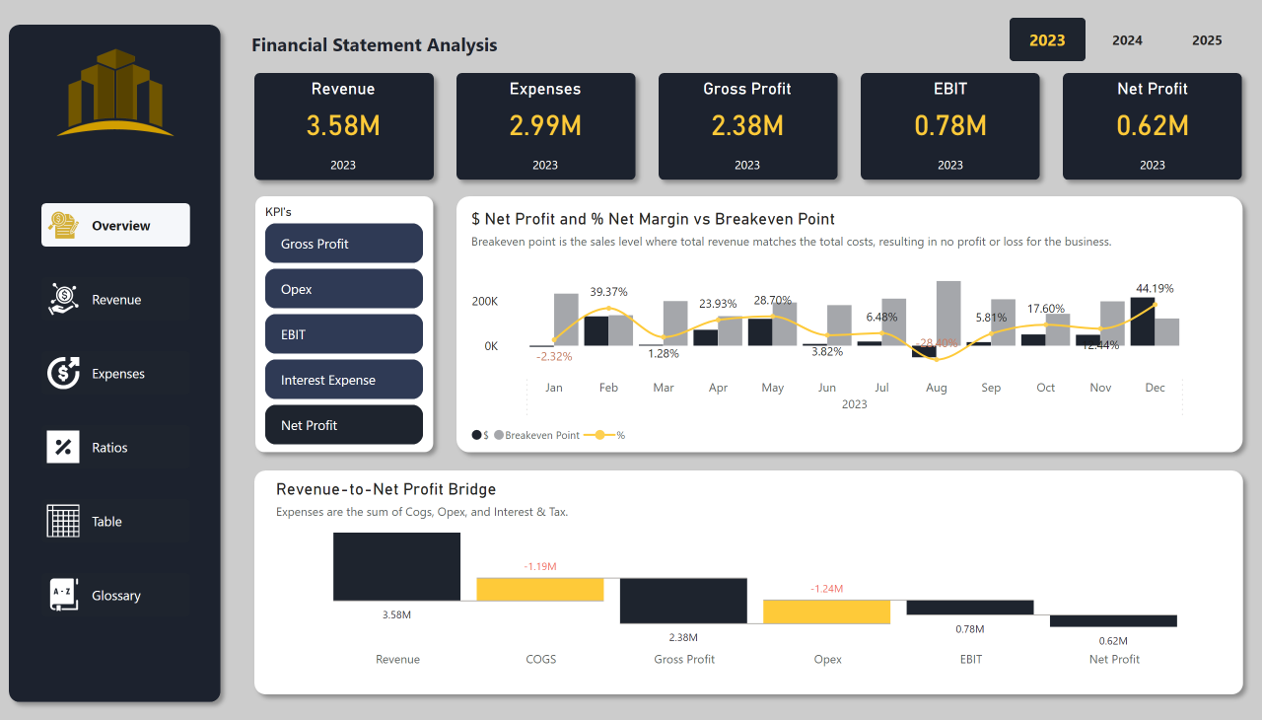 Financial Statement Analysis
2023
2024
2025
Revenue
3.58M
2023
Expenses
2.99M
2023
Gross Profit
2.38M
2023
EBIT
0.78M
2023
Net Profit
0.62M
2023
Overview
Revenue
Expenses
Ratios
Table
A-Z
Glossary
KPI's
Gross Profit
Opex
EBIT
Interest Expense
Net Profit
$ Net Profit and % Net Margin vs Breakeven Point
Breakeven point is the sales level where total revenue matches the total costs, resulting in no profit or loss for the business.
200K
0K
-2.32%
39.37%
1.28%
23.93%
28.70%
3.82%
6.48%
-28.40%
5.81%
17.60%
12.44%
44.19%
Jan Feb Mar Apr May Jun Jul Aug Sep Oct Nov Dec
2023
$ Breakeven Point %
Revenue-to-Net Profit Bridge
Expenses are the sum of Cogs, Opex, and Interest & Tax.
3.58M
-1.19M
2.38M
-1.24M
0.78M
0.62M
Revenue COGS Gross Profit Opex EBIT Net Profit